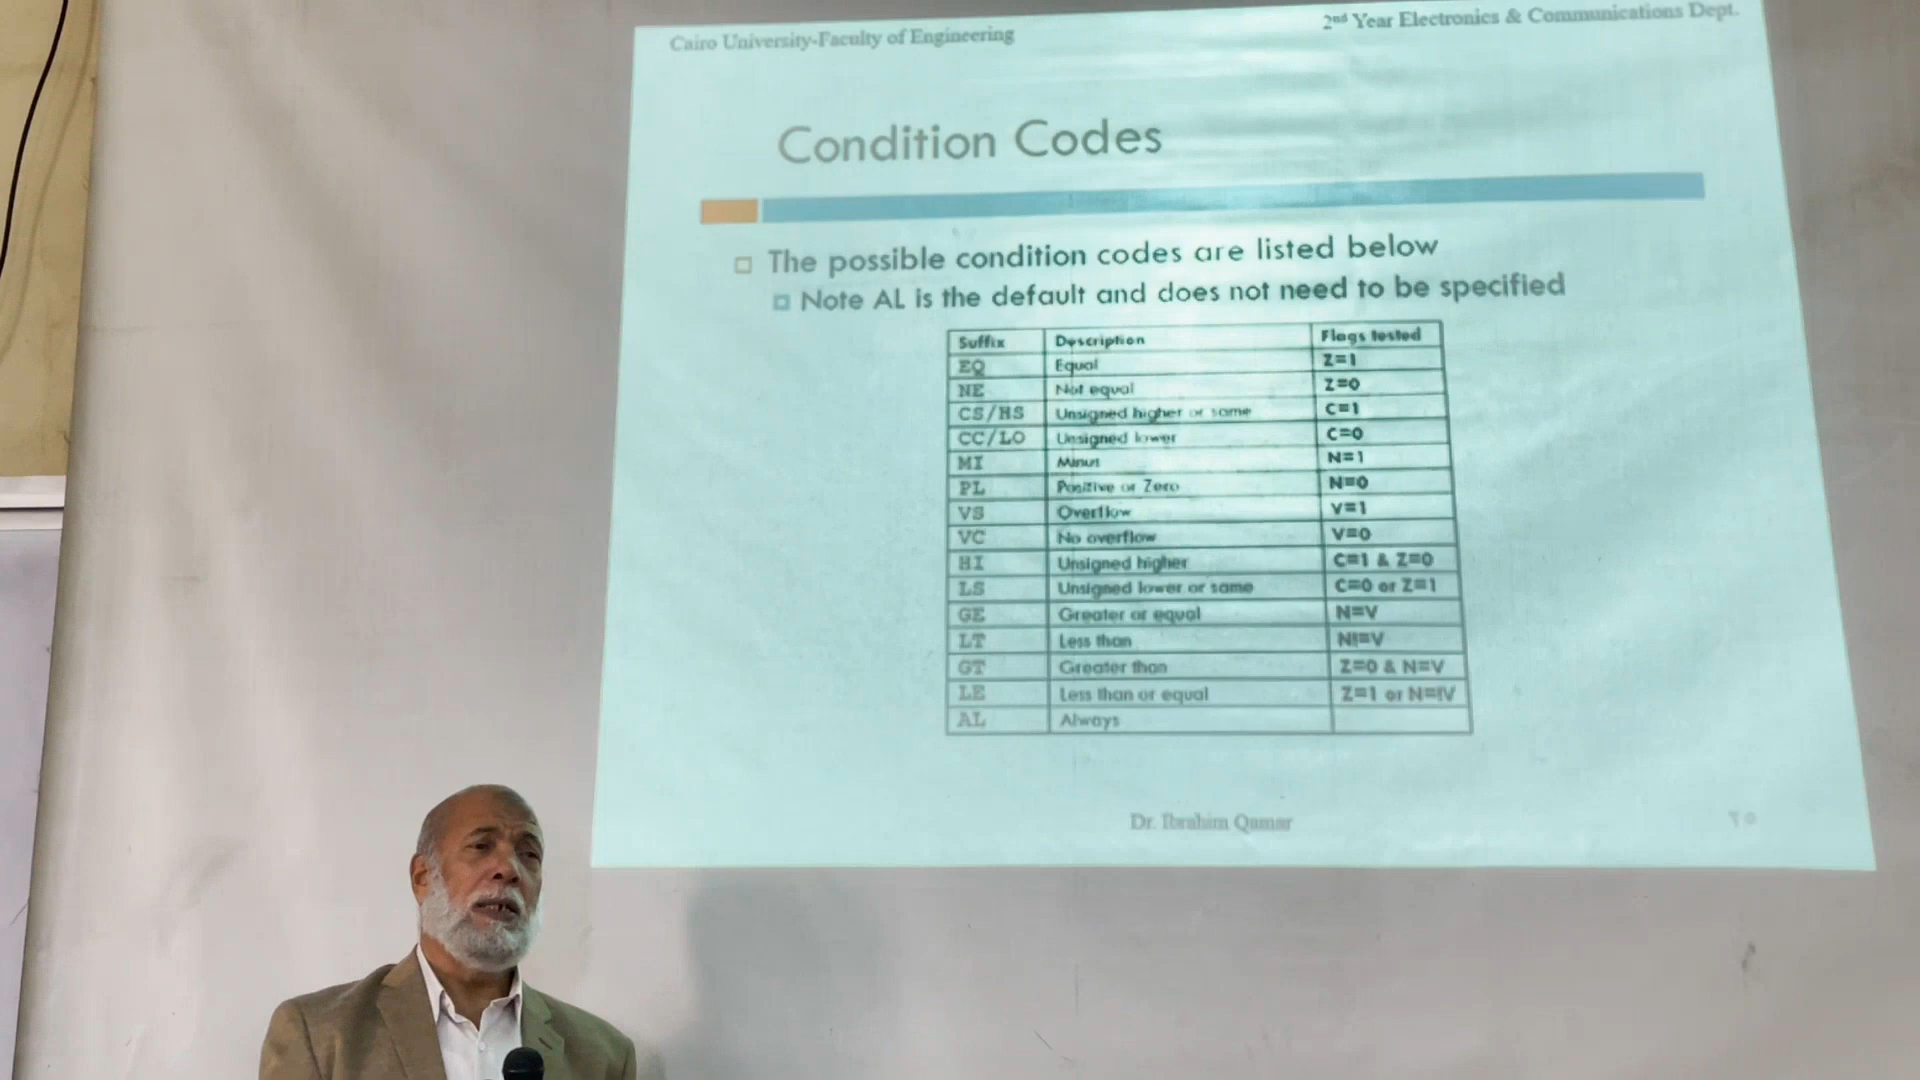 Cairo University-Faculty of Engineering
2nd Year Electronics & Communications Dept.
Condition Codes
The possible condition codes are listed below
Note AL is the default and does not need to be specified
Suffix Description Flags tested
EQ Equal Z=1
NE Not equal Z=0
CS/HS Unsigned higher or same C=1
CC/LO Unsigned lower C=0
MI Minus N=1
PL Positive or Zero N=0
VS Overflow V=1
VC No overflow V=0
HI Unsigned higher C=1 & Z=0
LS Unsigned lower or same C=0 or Z=1
GE Greater or equal N=V
LT Less than N!=V
GT Greater than Z=0 & N=V
LE Less than or equal Z=1 or N=!V
AL Always
Dr. Ibrahim Qamar